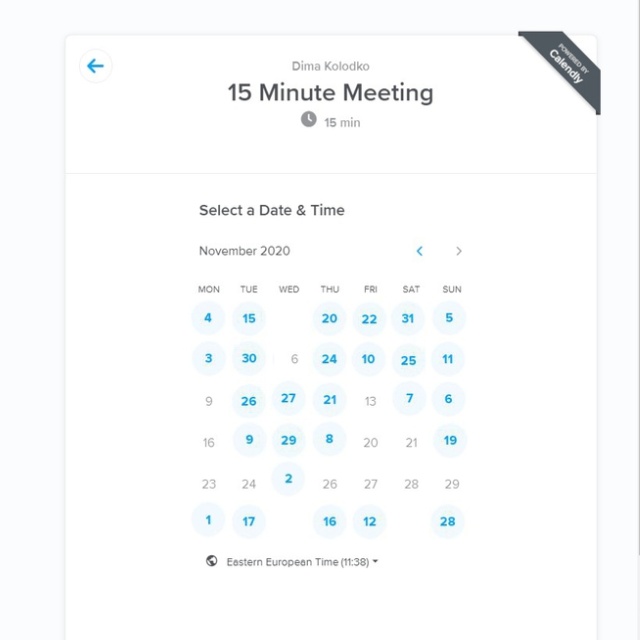 Dima Kolodko
15 Minute Meeting
15 min
POWERED BY
Calendly
Select a Date & Time
November 2020
MON TUE WED THU FRI SAT SUN
4 15 20 22 31 5
3 30 6 24 10 25 11
9 26 27 21 13 7 6
16 9 29 8 20 21 19
23 24 2 26 27 28 29
1 17 16 12 28
Eastern European Time (11:38)